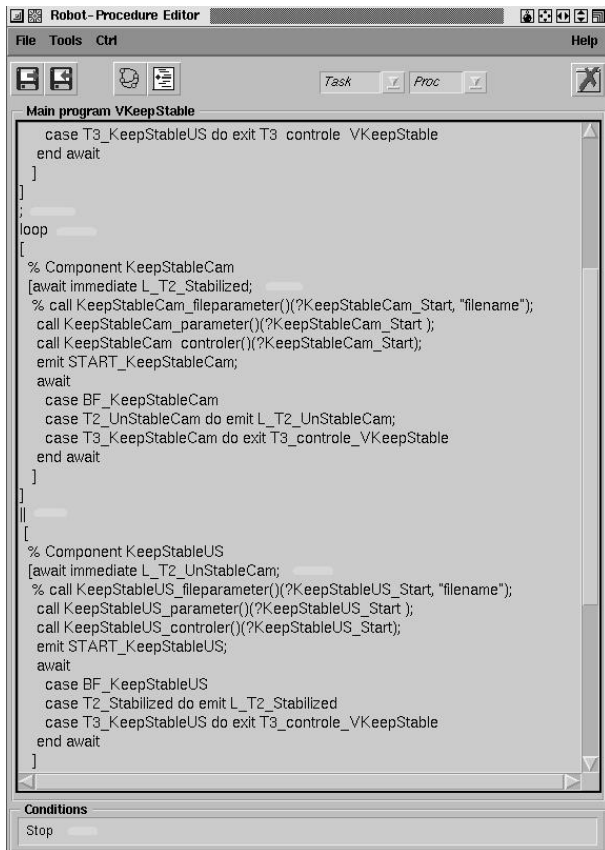 Robot-Procedure Editor
File Tools Ctrl Help
Task Proc
Main program VKeepStable
case T3_KeepStableUS do exit T3 controle VKeepStable
end await
]
]
;
loop
[
% Component KeepStableCam
[await immediate L_T2_Stabilized;
% call KeepStableCam_fileparameter()(?KeepStableCam_Start, "filename");
call KeepStableCam_parameter()(?KeepStableCam_Start );
call KeepStableCam controler()(?KeepStableCam_Start);
emit START_KeepStableCam;
await
case BF_KeepStableCam
case T2_UnStableCam do emit L_T2_UnStableCam;
case T3_KeepStableCam do exit T3_controle_VKeepStable
end await
]
]
||
[
% Component KeepStableUS
[await immediate L_T2_UnStableCam;
% call KeepStableUS_fileparameter()(?KeepStableUS_Start, "filename");
call KeepStableUS_parameter()(?KeepStableUS_Start );
call KeepStableUS_controler()(?KeepStableUS_Start);
emit START_KeepStableUS;
await
case BF_KeepStableUS
case T2_Stabilized do emit L_T2_Stabilized
case T3_KeepStableUS do exit T3_controle_VKeepStable
end await
]
Conditions
Stop